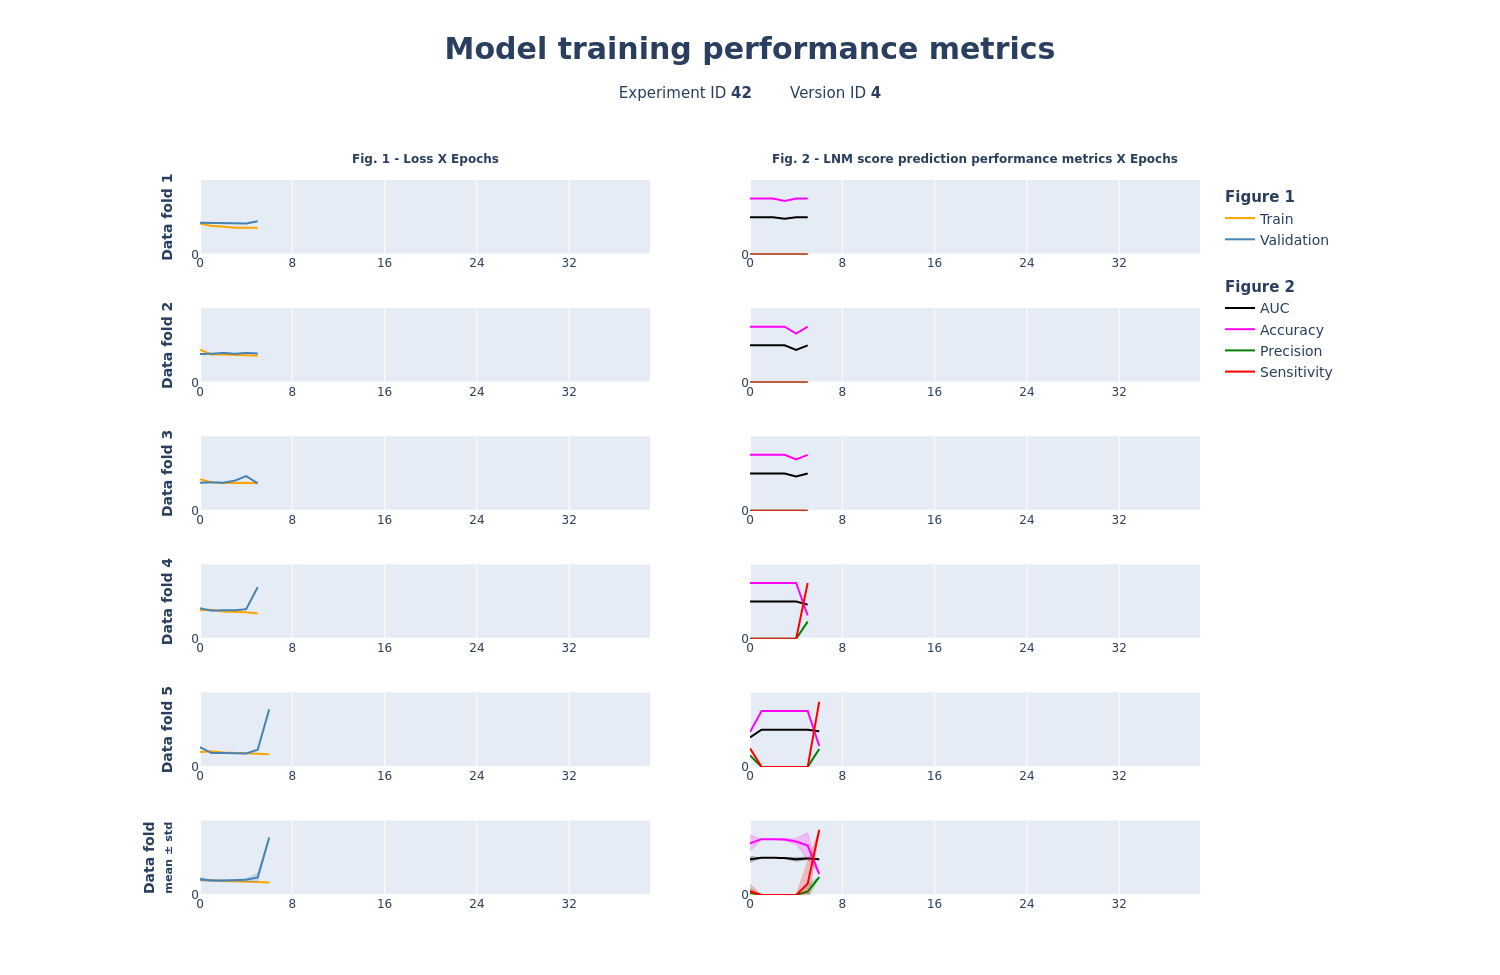 Model training performance metrics
Experiment ID 42 Version ID 4
Fig. 1 - Loss X Epochs
Fig. 2 - LNM score prediction performance metrics X Epochs
Data fold 1
0
0 8 16 24 32
0
0 8 16 24 32
Figure 1
Train
Validation
Figure 2
AUC
Accuracy
Precision
Sensitivity
Data fold 2
0
0 8 16 24 32
0
0 8 16 24 32
Data fold 3
0
0 8 16 24 32
0
0 8 16 24 32
Data fold 4
0
0 8 16 24 32
0
0 8 16 24 32
Data fold 5
0
0 8 16 24 32
0
0 8 16 24 32
Data fold
mean ± std
0
0 8 16 24 32
0
0 8 16 24 32